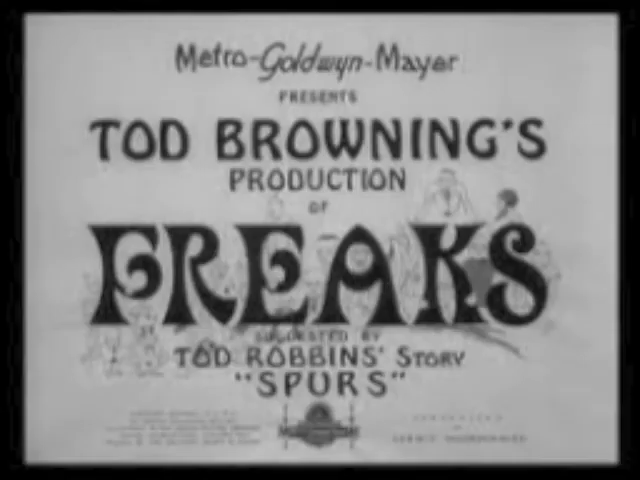 Metro-Goldwyn-Mayer
PRESENTS
TOD BROWNING'S
PRODUCTION
OF
FREAKS
SUGGESTED BY
TOD ROBBINS' STORY
"SPURS"